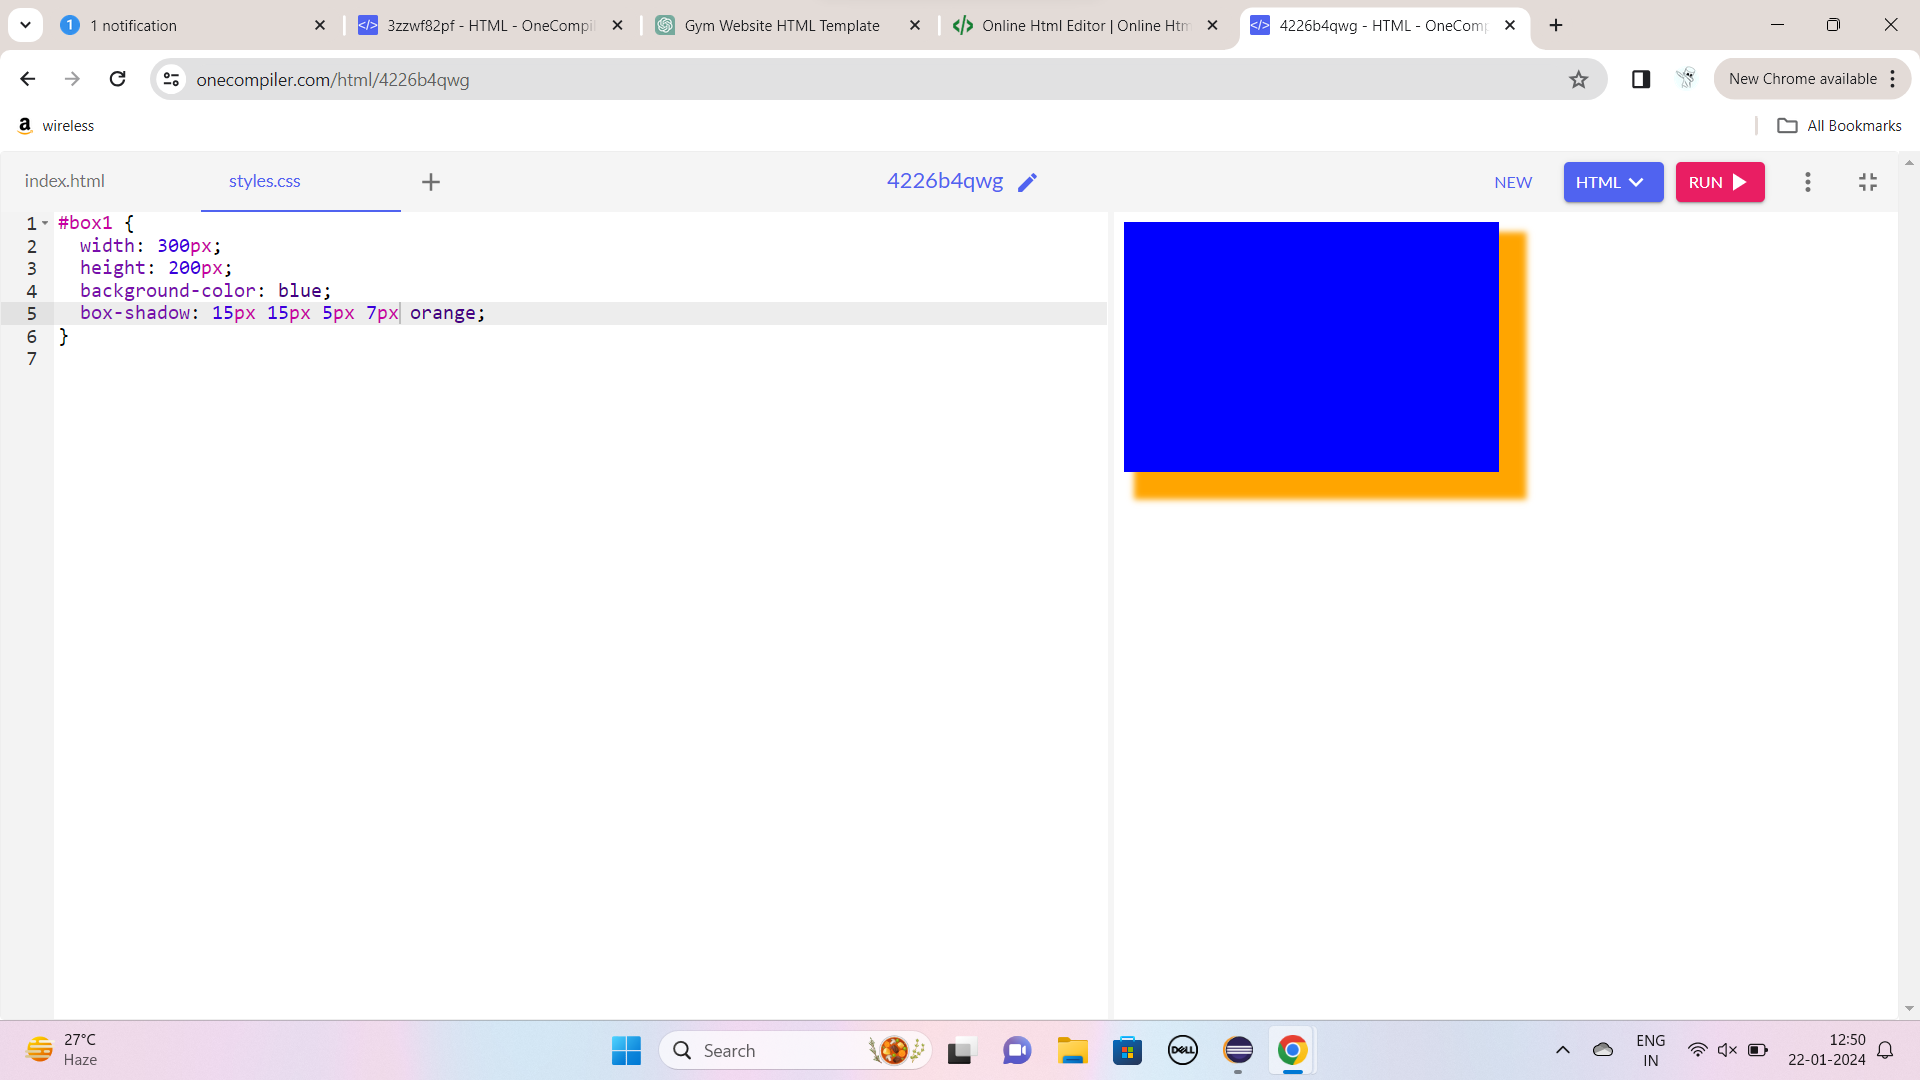 1 notification
3zzwf82pf - HTML - OneCompil
Gym Website HTML Template
Online Html Editor | Online Htm
4226b4qwg - HTML - OneComp
onecompiler.com/html/4226b4qwg
New Chrome available
a wireless
All Bookmarks
index.html
styles.css
4226b4qwg
NEW
HTML
RUN
1 #box1 {
2 width: 300px;
3 height: 200px;
4 background-color: blue;
5 box-shadow: 15px 15px 5px 7px orange;
6 }
7
27°C
Haze
Search
DELL
ENG
IN
12:50
22-01-2024